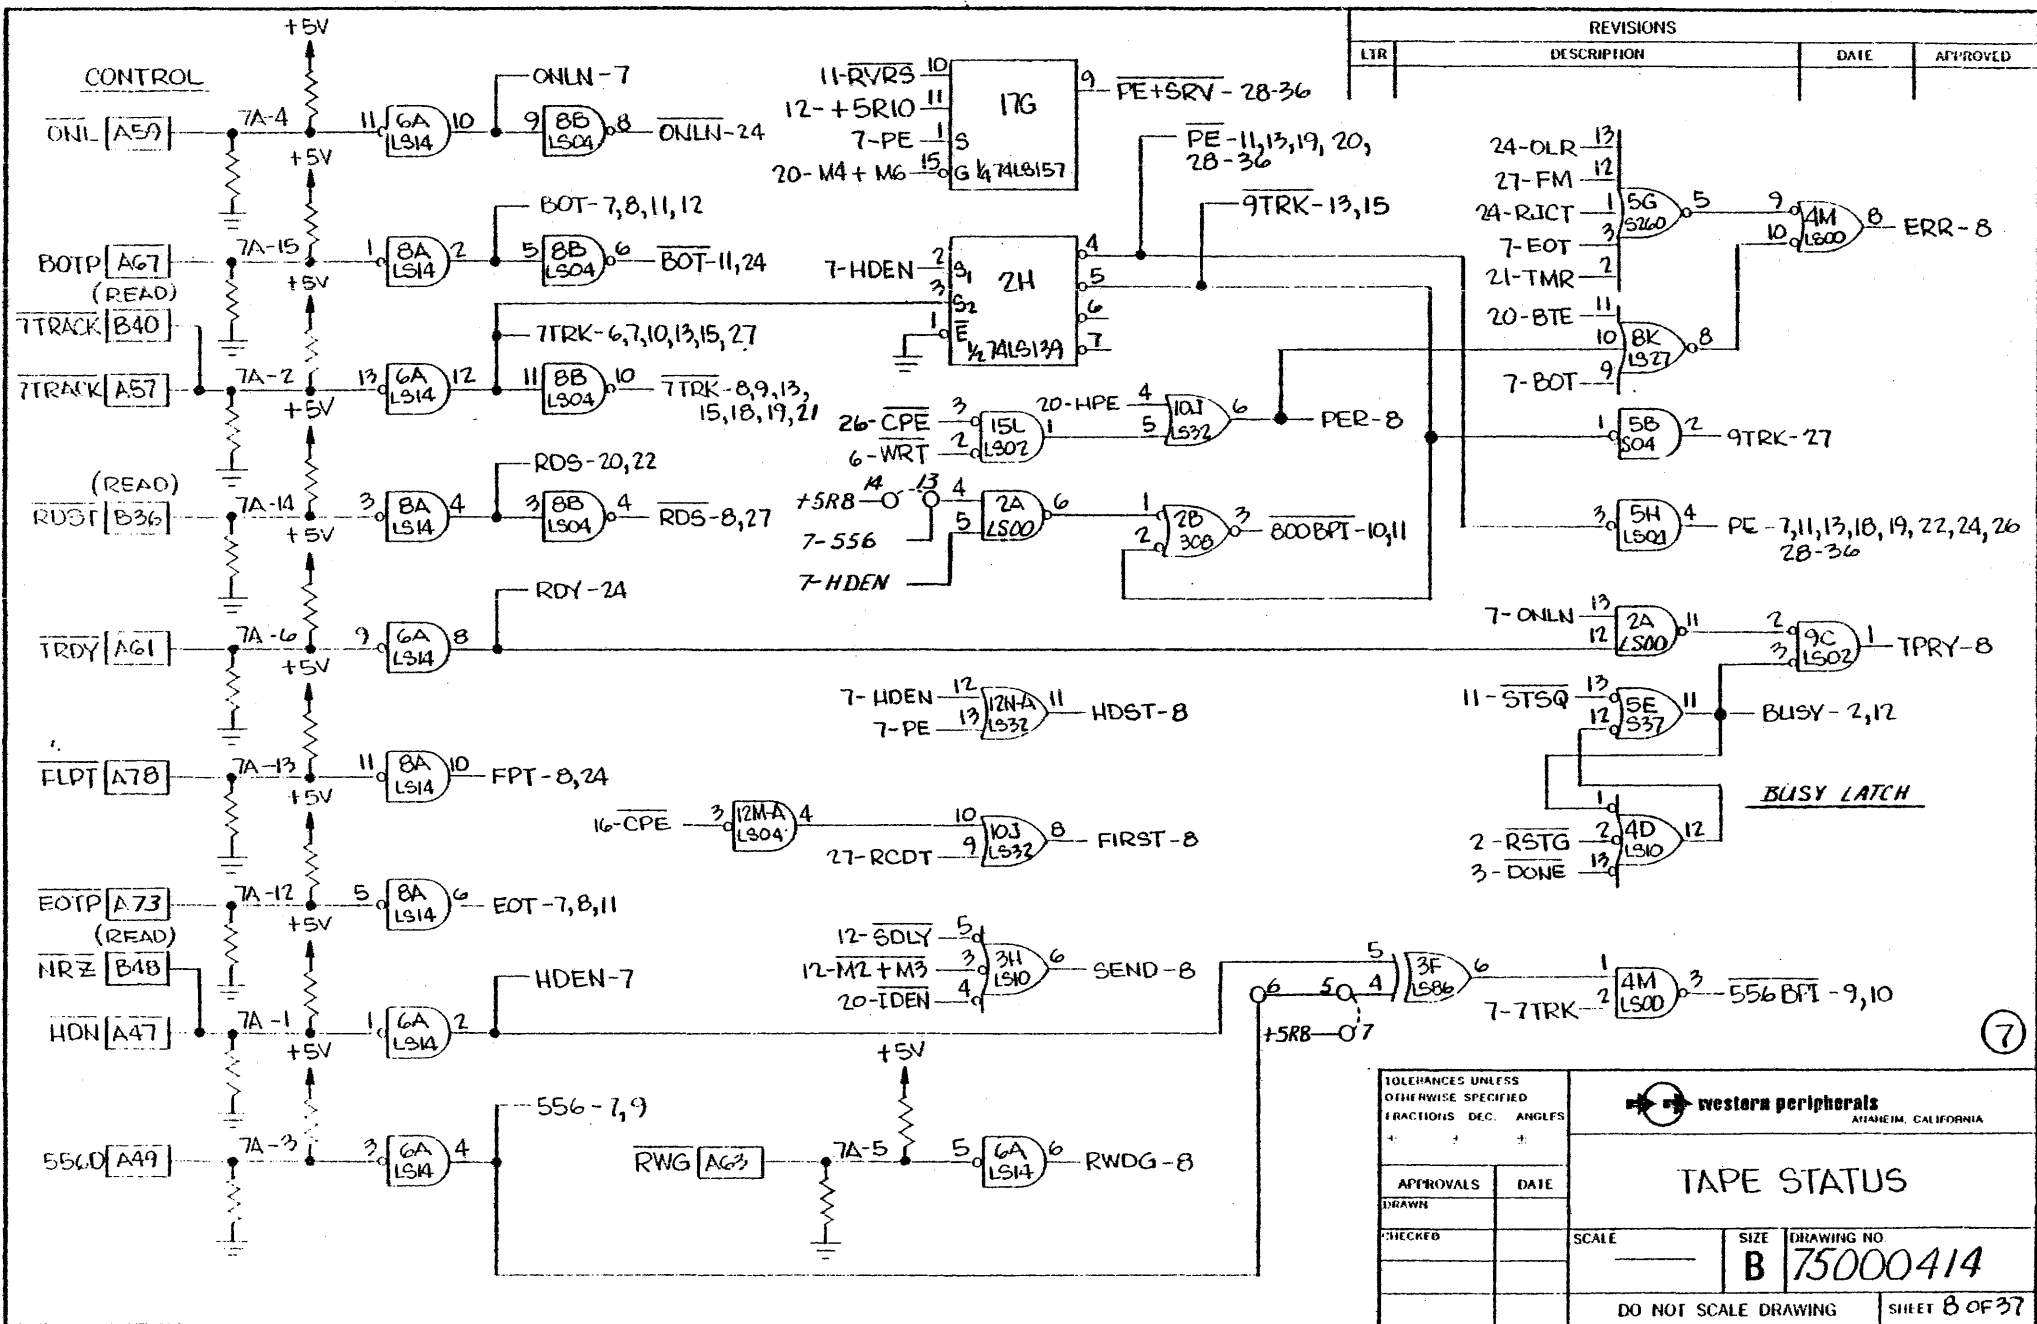 REVISIONS
LTR DESCRIPTION DATE APPROVED
CONTROL
+5V
+5V
ONL A59 7A-4 11 6A LS14 10 ONLN-7
9 8B LS04 8 ONLN-24
+5V
BOTP A67 7A-15 1 8A LS14 2 BOT-7,8,11,12
5 8B LS04 6 BOT-11,24
(READ)
+5V
7TRACK B40
7TRACK A57 7A-2 13 6A LS14 12 7TRK-6,7,10,13,15,27
11 8B LS04 10 7TRK-8,9,13,
15,18,19,21
+5V
(READ)
RDST B36 7A-14 3 8A LS14 4 RDS-20,22
3 8B LS04 4 RDS-8,27
+5V
TRDY A61 7A-6 9 6A LS14 8 RDY-24
+5V
FLPT A78 7A-13 11 8A LS14 10 FPT-8,24
+5V
EOTP A73 7A-12 5 8A LS14 6 EOT-7,8,11
(READ)
+5V
NRZ B48
HDN A47 7A-1 1 6A LS14 2 HDEN-7
+5V
556D A49 7A-3 3 6A LS14 4 556-7,9
11-RVRS 10
12-+5R10 11
7-PE 1 S
20-M4+M6 15 G
17G
1/4 74LS157
9 PE+SRV-28-36
PE-11,13,19,20,
28-36
9TRK-13,15
7-HDEN 2 S1
3 S2
1 E
2H
1/2 74LS139
4
5
6
7
26-CPE 3
6-WRT 2
15L LS02 1
20-HPE 4
5 10J LS32 6 PER-8
+5R8 14 13 4
7-556
7-HDEN 5
2A LS00 6
1 2B 308 3 800BPI-10,11
2
7-HDEN 12
7-PE 13
12N-A LS32 11 HDST-8
16-CPE 3 12M-A LS04 4
10
27-RCDT 9
10J LS32 8 FIRST-8
12-SDLY 5
12-M2+M3 3
20-IDEN 4
3H LS10 6 SEND-8
+5V
RWG A63 7A-5 5 6A LS14 6 RWDG-8
24-OLR 13
27-FM 12
24-RJCT 1
7-EOT 3
21-TMR 2
5G S260 5
9
10 4M LS00 8 ERR-8
20-BTE 11
10
7-BOT 9
8K LS27 8
1 5B S04 2 9TRK-27
3 5H LS04 4 PE-7,11,13,18,19,22,24,26
28-36
7-ONLN 13
12 2A LS00 11
2
3 9C LS02 1 TPRY-8
11-STSQ 13
12 5E S37 11 BUSY-2,12
BUSY LATCH
1
2-RSTG 2
3-DONE 13
4D LS10 12
6 5 4
+5R8 7
5 3F LS86 6
1
7-7TRK 2
4M LS00 3 556BPI-9,10
7
TOLERANCES UNLESS
OTHERWISE SPECIFIED
FRACTIONS DEC. ANGLES
+ + +
western peripherals
ANAHEIM, CALIFORNIA
TAPE STATUS
APPROVALS DATE
DRAWN
CHECKED
SCALE
SIZE B
DRAWING NO. 75000414
DO NOT SCALE DRAWING SHEET 8 OF 37